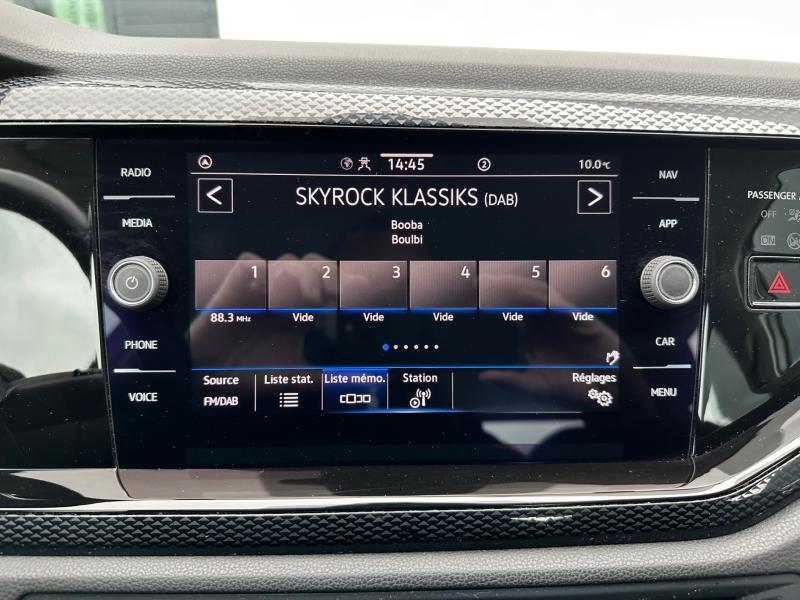 RADIO
MEDIA
PHONE
VOICE
14:45
2
10.0°C
SKYROCK KLASSIKS (DAB)
Booba
Boulbi
1 2 3 4 5 6
88.3 MHz Vide Vide Vide Vide Vide
Source
FM/DAB
Liste stat.
Liste mémo.
Station
Réglages
NAV
APP
CAR
MENU
PASSENGER
OFF
ON